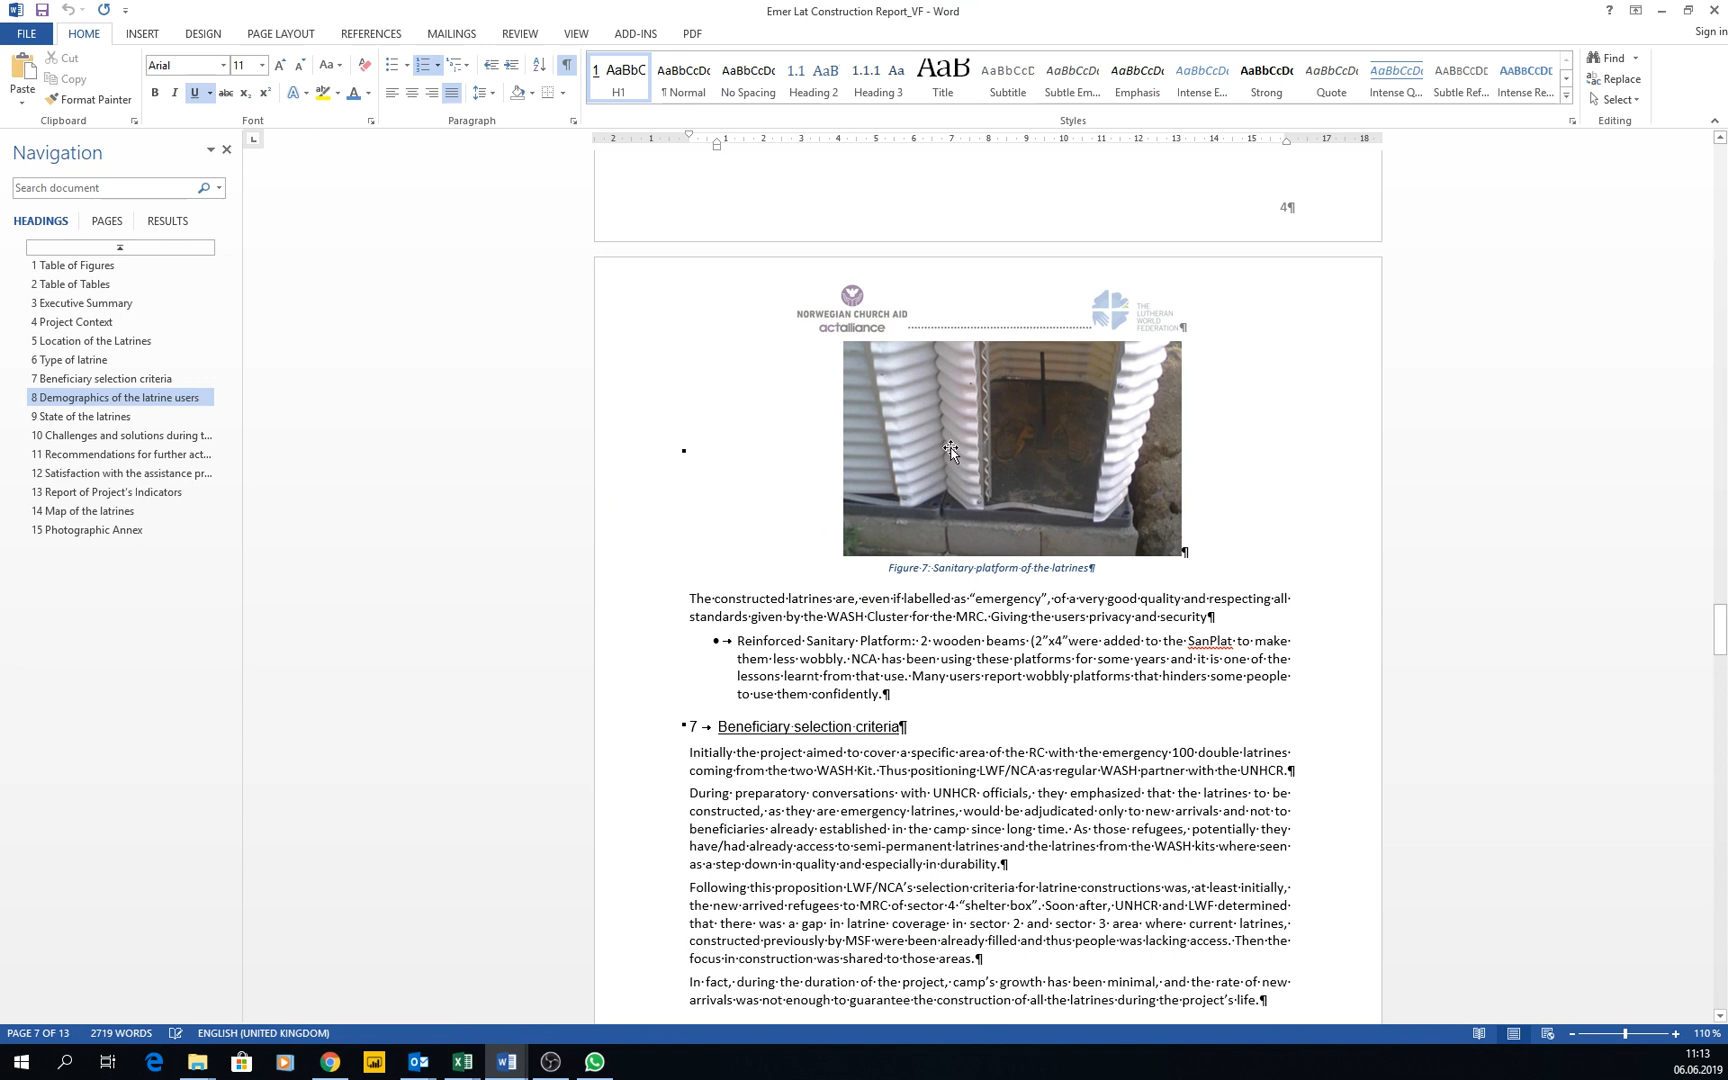 Emer Lat Construction Report_VF - Word
Sign in
FILE HOME INSERT DESIGN PAGE LAYOUT REFERENCES MAILINGS REVIEW VIEW ADD-INS PDF
Paste
Cut
Copy
Format Painter
Clipboard
Arial 11
Font
Paragraph
1 AaBbC AaBbCcDc AaBbCcDc 1.1 AaB 1.1.1 Aa AaB AaBbCcD AaBbCcDc AaBbCcDc AaBbCcDc AaBbCcDc AaBbCcDc AaBbCcDc AABBCCDD AABBCCDD
H1 ¶ Normal No Spacing Heading 2 Heading 3 Title Subtitle Subtle Em... Emphasis Intense E... Strong Quote Intense Q... Subtle Ref... Intense Re...
Styles
Find
Replace
Select
Editing
Navigation
Search document
HEADINGS PAGES RESULTS
1 Table of Figures
2 Table of Tables
3 Executive Summary
4 Project Context
5 Location of the Latrines
6 Type of latrine
7 Beneficiary selection criteria
8 Demographics of the latrine users
9 State of the latrines
10 Challenges and solutions during t...
11 Recommendations for further act...
12 Satisfaction with the assistance pr...
13 Report of Project's Indicators
14 Map of the latrines
15 Photographic Annex
2 1 1 2 3 4 5 6 7 8 9 10 11 12 13 14 15 17 18
4¶
NORWEGIAN CHURCH AID
actalliance
THE
LUTHERAN
WORLD
FEDERATION¶
Figure 7: Sanitary platform of the latrines¶
The constructed latrines are, even if labelled as “emergency”, of a very good quality and respecting all
standards given by the WASH Cluster for the MRC. Giving the users privacy and security¶
• → Reinforced Sanitary Platform: 2 wooden beams (2”x4”were added to the SanPlat to make
them less wobbly. NCA has been using these platforms for some years and it is one of the
lessons learnt from that use. Many users report wobbly platforms that hinders some people
to use them confidently.¶
7 → Beneficiary selection criteria¶
Initially the project aimed to cover a specific area of the RC with the emergency 100 double latrines
coming from the two WASH Kit. Thus positioning LWF/NCA as regular WASH partner with the UNHCR.¶
During preparatory conversations with UNHCR officials, they emphasized that the latrines to be
constructed, as they are emergency latrines, would be adjudicated only to new arrivals and not to
beneficiaries already established in the camp since long time. As those refugees, potentially they
have/had already access to semi-permanent latrines and the latrines from the WASH kits where seen
as a step down in quality and especially in durability.¶
Following this proposition LWF/NCA’s selection criteria for latrine constructions was, at least initially,
the new arrived refugees to MRC of sector 4 “shelter box”. Soon after, UNHCR and LWF determined
that there was a gap in latrine coverage in sector 2 and sector 3 area where current latrines,
constructed previously by MSF were been already filled and thus people was lacking access. Then the
focus in construction was shared to those areas.¶
In fact, during the duration of the project, camp’s growth has been minimal, and the rate of new
arrivals was not enough to guarantee the construction of all the latrines during the project’s life.¶
PAGE 7 OF 13 2719 WORDS ENGLISH (UNITED KINGDOM) 110 %
11:13
06.06.2019